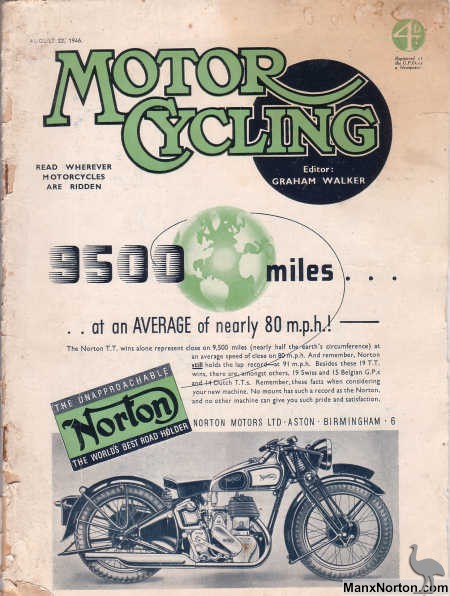 AUGUST 22, 1946.
4D.
Registered at
the G.P.O. as
a Newspaper
MOTOR
CYCLING
READ WHEREVER
MOTORCYCLES
ARE RIDDEN
Editor:
GRAHAM WALKER
9500 miles . . .
. . at an AVERAGE of nearly 80 m.p.h.!
The Norton T.T. wins alone represent close on 9,500 miles (nearly half the earth's circumference) at
an average speed of close on 80 m.p.h. And remember, Norton
still holds the lap record—at 91 m.p.h. Besides these 19 T.T.
wins, there are, amongst others, 19 Swiss and 15 Belgian G.P.s
and 14 Dutch T.T.s. Remember, these facts when considering
your new machine. No mount has such a record as the Norton,
and no other machine can give you such pride and satisfaction.
THE UNAPPROACHABLE
Norton
THE WORLD'S BEST ROAD HOLDER
NORTON MOTORS LTD · ASTON · BIRMINGHAM · 6
Norton
ManxNorton.com